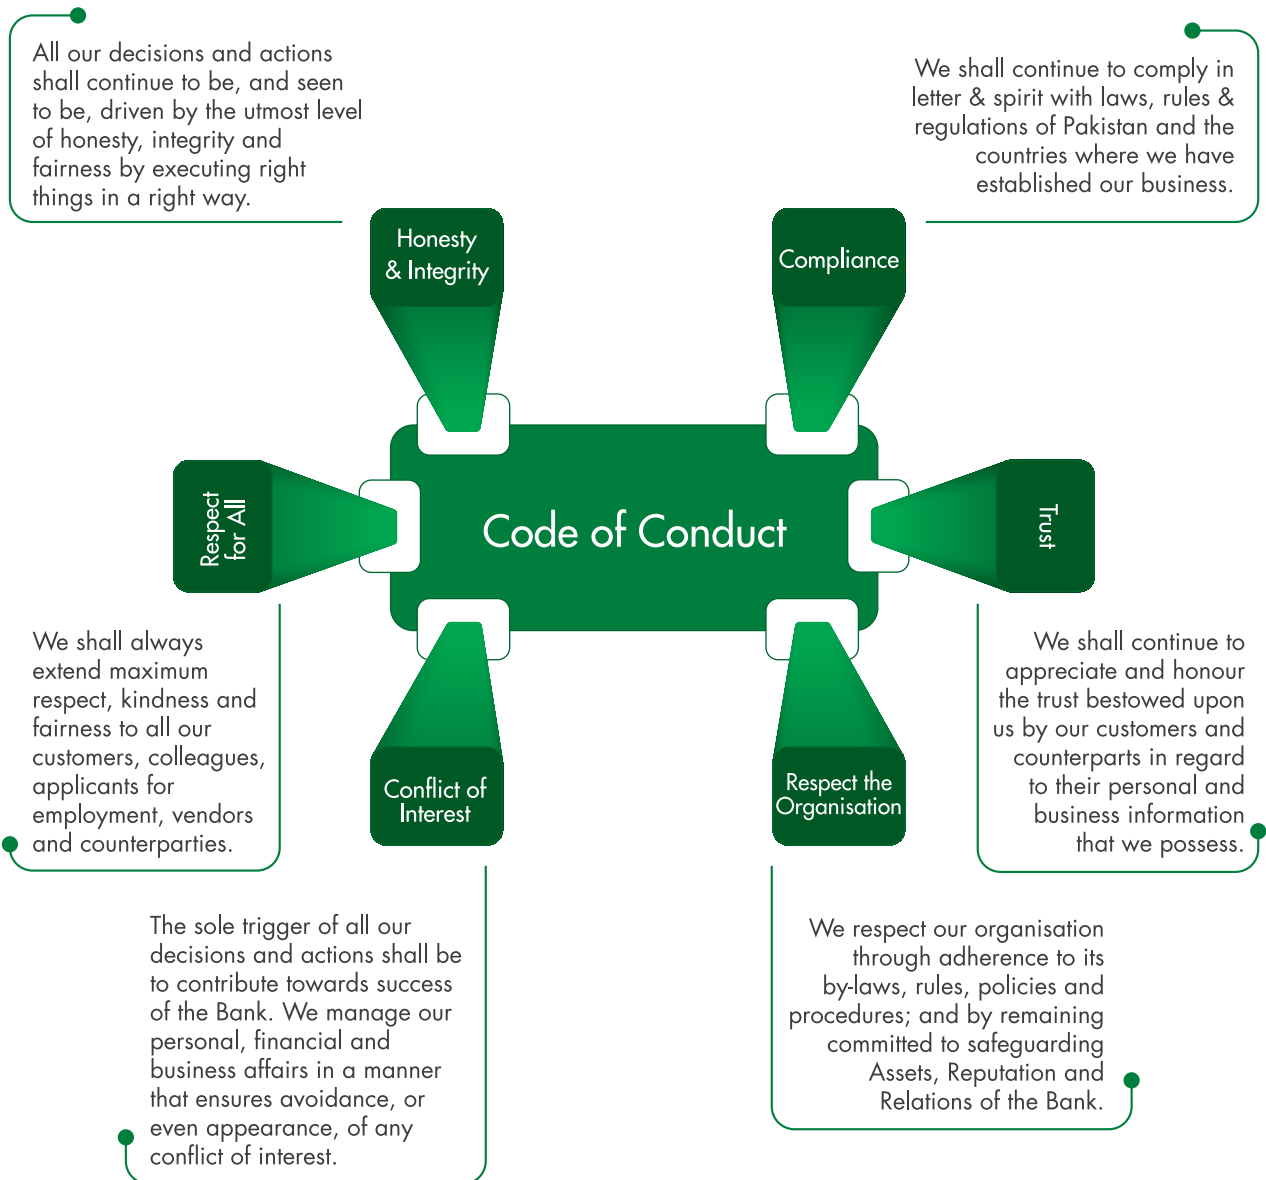 All our decisions and actions
shall continue to be, and seen
to be, driven by the utmost level
of honesty, integrity and
fairness by executing right
things in a right way.
We shall continue to comply in
letter & spirit with laws, rules &
regulations of Pakistan and the
countries where we have
established our business.
Honesty
& Integrity
Compliance
Respect
for All
Code of Conduct
Trust
We shall always
extend maximum
respect, kindness and
fairness to all our
customers, colleagues,
applicants for
employment, vendors
and counterparties.
We shall continue to
appreciate and honour
the trust bestowed upon
us by our customers and
counterparts in regard
to their personal and
business information
that we possess.
Conflict of
Interest
Respect the
Organisation
The sole trigger of all our
decisions and actions shall be
to contribute towards success
of the Bank. We manage our
personal, financial and
business affairs in a manner
that ensures avoidance, or
even appearance, of any
conflict of interest.
We respect our organisation
through adherence to its
by-laws, rules, policies and
procedures; and by remaining
committed to safeguarding
Assets, Reputation and
Relations of the Bank.